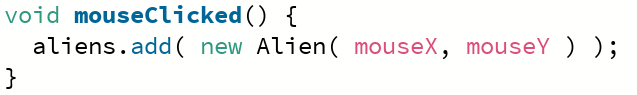 void mouseClicked() {
  aliens.add( new Alien( mouseX, mouseY ) );
}